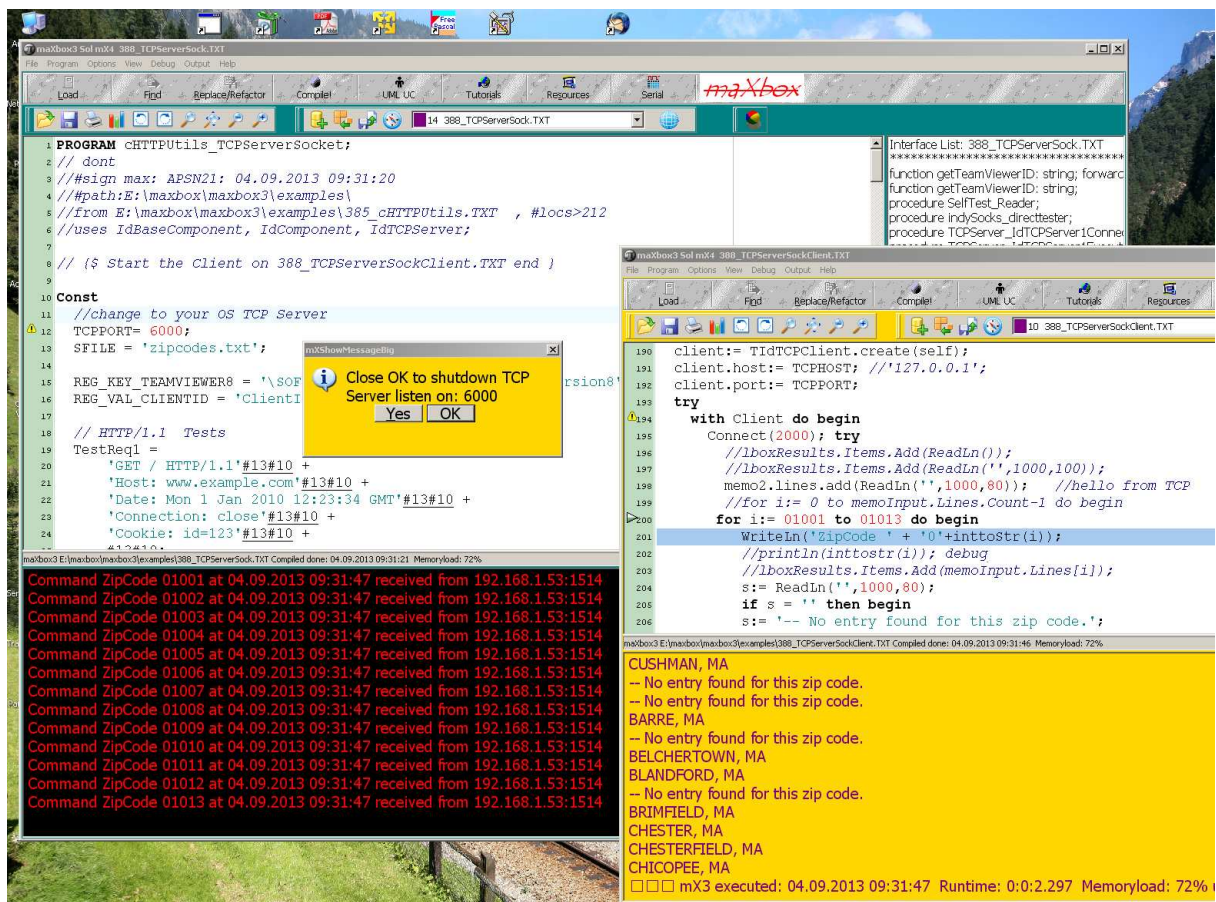 Free
Pascal
maXbox3 Sol mX4 388_TCPServerSock.TXT
File Program Options View Debug Output Help
Load Find Replace/Refactor Compile! UML UC Tutorials Resources Serial maXbox
14 388_TCPServerSock.TXT
1 PROGRAM cHTTPUtils_TCPServerSocket;
2 // dont
3 //#sign max: APSN21: 04.09.2013 09:31:20
4 //#path:E:\maxbox\maxbox3\examples\
5 //from E:\maxbox\maxbox3\examples\385_cHTTPUtils.TXT , #locs>212
6 //uses IdBaseComponent, IdComponent, IdTCPServer;
7
8 // {$ Start the Client on 388_TCPServerSockClient.TXT end }
9
10 Const
11 //change to your OS TCP Server
12 TCPPORT= 6000;
13 SFILE = 'zipcodes.txt';
14
15 REG_KEY_TEAMVIEWER8 = '\SOF rsion8'
16 REG_VAL_CLIENTID = 'ClientI
17
18 // HTTP/1.1 Tests
19 TestReq1 =
20 'GET / HTTP/1.1'#13#10 +
21 'Host: www.example.com'#13#10 +
22 'Date: Mon 1 Jan 2010 12:23:34 GMT'#13#10 +
23 'Connection: close'#13#10 +
24 'Cookie: id=123'#13#10 +
#13#10;
mXShowMessageBig
Close OK to shutdown TCP
Server listen on: 6000
Yes OK
Interface List: 388_TCPServerSock.TXT
function getTeamViewerID: string; forwarc
function getTeamViewerID: string;
procedure SelfTest_Reader;
procedure indySocks_directtester;
procedure TCPServer_IdTCPServer1Connec
maxbox3 E:\maxbox\maxbox3\examples\388_TCPServerSock.TXT Compiled done: 04.09.2013 09:31:21 Memoryload: 72%
Command ZipCode 01001 at 04.09.2013 09:31:47 received from 192.168.1.53:1514
Command ZipCode 01002 at 04.09.2013 09:31:47 received from 192.168.1.53:1514
Command ZipCode 01003 at 04.09.2013 09:31:47 received from 192.168.1.53:1514
Command ZipCode 01004 at 04.09.2013 09:31:47 received from 192.168.1.53:1514
Command ZipCode 01005 at 04.09.2013 09:31:47 received from 192.168.1.53:1514
Command ZipCode 01006 at 04.09.2013 09:31:47 received from 192.168.1.53:1514
Command ZipCode 01007 at 04.09.2013 09:31:47 received from 192.168.1.53:1514
Command ZipCode 01008 at 04.09.2013 09:31:47 received from 192.168.1.53:1514
Command ZipCode 01009 at 04.09.2013 09:31:47 received from 192.168.1.53:1514
Command ZipCode 01010 at 04.09.2013 09:31:47 received from 192.168.1.53:1514
Command ZipCode 01011 at 04.09.2013 09:31:47 received from 192.168.1.53:1514
Command ZipCode 01012 at 04.09.2013 09:31:47 received from 192.168.1.53:1514
Command ZipCode 01013 at 04.09.2013 09:31:47 received from 192.168.1.53:1514
maXbox3 Sol mX4 388_TCPServerSockClient.TXT
File Program Options View Debug Output Help
Load Find Replace/Refactor Compile! UML UC Tutorials Resources
10 388_TCPServerSockClient.TXT
190 client:= TIdTCPClient.create(self);
191 client.host:= TCPHOST; //'127.0.0.1';
192 client.port:= TCPPORT;
193 try
194 with Client do begin
195 Connect(2000); try
196 //lboxResults.Items.Add(ReadLn());
197 //lboxResults.Items.Add(ReadLn('',1000,100));
198 memo2.lines.add(ReadLn('',1000,80)); //hello from TCP
199 //for i:= 0 to memoInput.Lines.Count-1 do begin
200 for i:= 01001 to 01013 do begin
201 WriteLn('ZipCode ' + '0'+inttoStr(i));
202 //println(inttostr(i)); debug
203 //lboxResults.Items.Add(memoInput.Lines[i]);
204 s:= ReadLn('',1000,80);
205 if s = '' then begin
206 s:= '-- No entry found for this zip code.';
maXbox3 E:\maxbox\maxbox3\examples\388_TCPServerSockClient.TXT Compiled done: 04.09.2013 09:31:46 Memoryload: 72%
CUSHMAN, MA
-- No entry found for this zip code.
-- No entry found for this zip code.
BARRE, MA
-- No entry found for this zip code.
BELCHERTOWN, MA
BLANDFORD, MA
-- No entry found for this zip code.
BRIMFIELD, MA
CHESTER, MA
CHESTERFIELD, MA
CHICOPEE, MA
mX3 executed: 04.09.2013 09:31:47 Runtime: 0:0:2.297 Memoryload: 72%